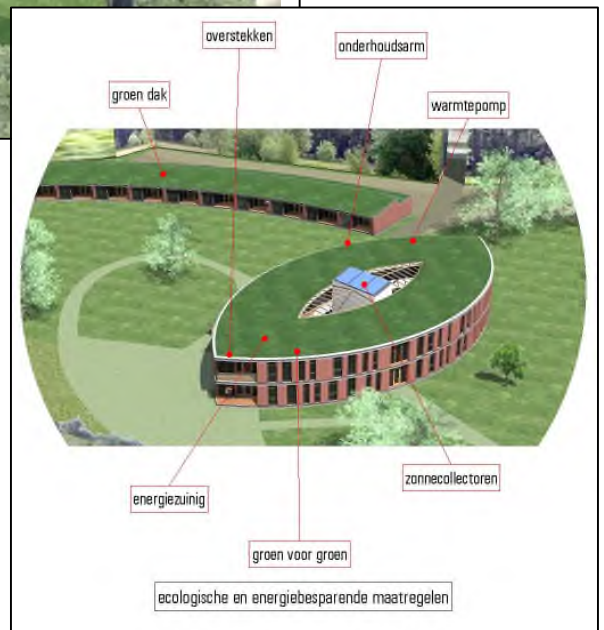 overstekken
onderhoudsarm
groen dak
warmtepomp
energiezuinig
zonnecollectoren
groen voor groen
ecologische en energiebesparende maatregelen